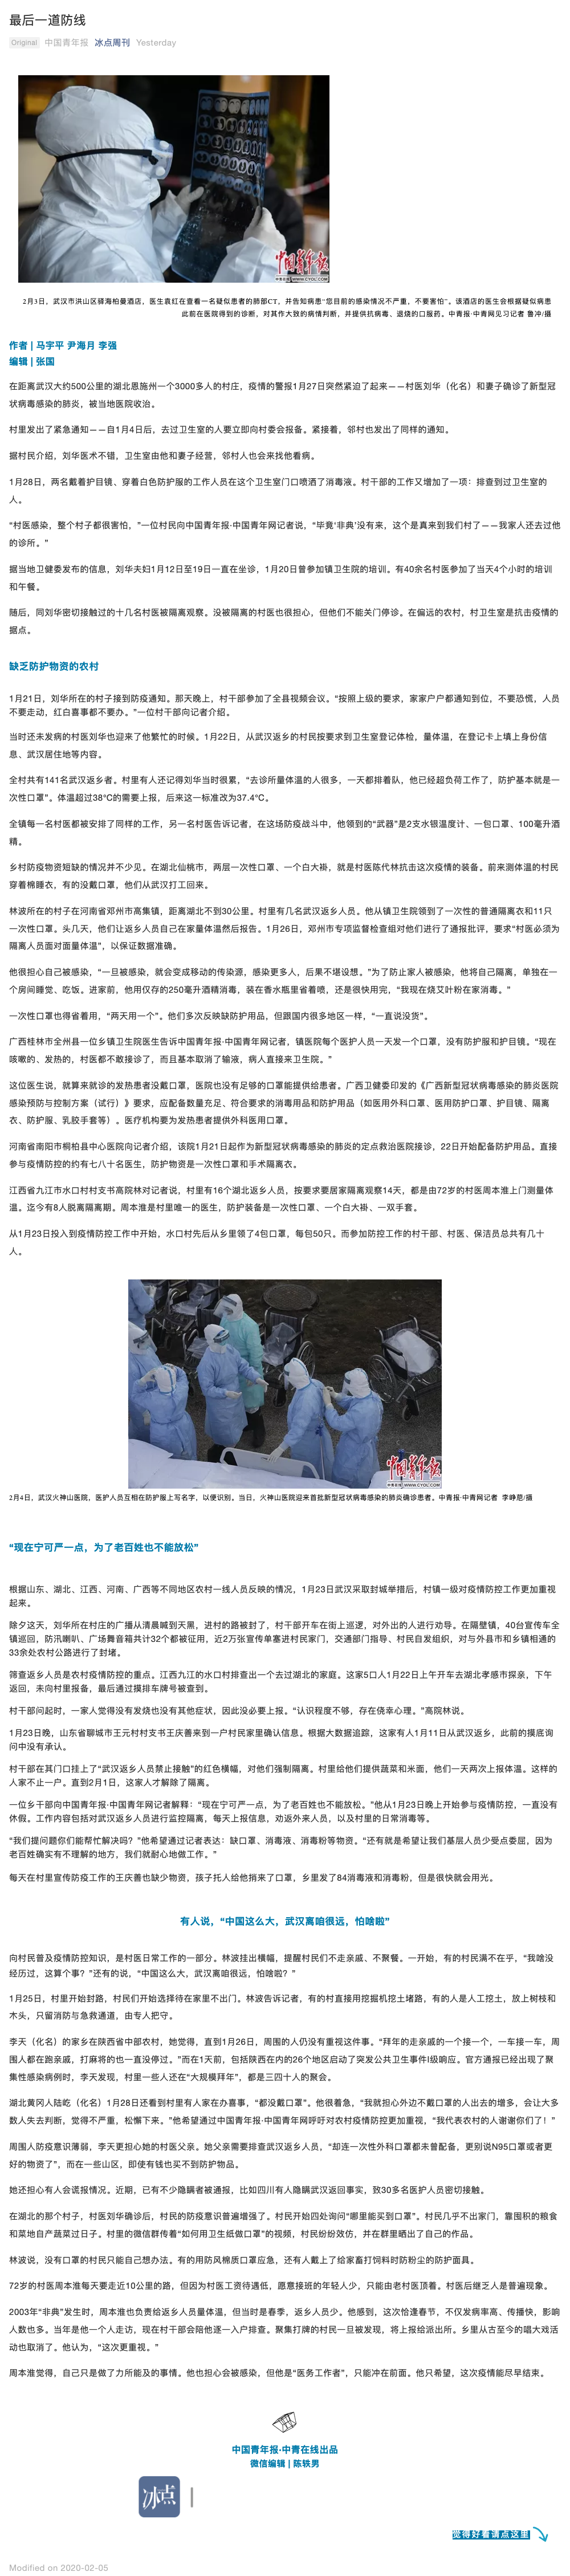 最后一道防线
Original 中国青年报 冰点周刊 Yesterday
中国青年报
WWW.CYOL.COM
2月3日，武汉市洪山区驿海柏曼酒店，医生袁红在查看一名疑似患者的肺部CT，并告知病患“您目前的感染情况不严重，不要害怕”。该酒店的医生会根据疑似病患
此前在医院得到的诊断，对其作大致的病情判断，并提供抗病毒、退烧的口服药。中青报·中青网见习记者 鲁冲/摄
作者 | 马宇平 尹海月 李强
编辑 | 张国
在距离武汉大约500公里的湖北恩施州一个3000多人的村庄，疫情的警报1月27日突然紧迫了起来——村医刘华（化名）和妻子确诊了新型冠
状病毒感染的肺炎，被当地医院收治。
村里发出了紧急通知——自1月4日后，去过卫生室的人要立即向村委会报备。紧接着，邻村也发出了同样的通知。
据村民介绍，刘华医术不错，卫生室由他和妻子经营，邻村人也会来找他看病。
1月28日，两名戴着护目镜、穿着白色防护服的工作人员在这个卫生室门口喷洒了消毒液。村干部的工作又增加了一项：排查到过卫生室的
人。
“村医感染，整个村子都很害怕，”一位村民向中国青年报·中国青年网记者说，“毕竟‘非典’没有来，这个是真来到我们村了——我家人还去过他
的诊所。”
据当地卫健委发布的信息，刘华夫妇1月12日至19日一直在坐诊，1月20日曾参加镇卫生院的培训。有40余名村医参加了当天4个小时的培训
和午餐。
随后，同刘华密切接触过的十几名村医被隔离观察。没被隔离的村医也很担心，但他们不能关门停诊。在偏远的农村，村卫生室是抗击疫情的
据点。
缺乏防护物资的农村
1月21日，刘华所在的村子接到防疫通知。那天晚上，村干部参加了全县视频会议。“按照上级的要求，家家户户都通知到位，不要恐慌，人员
不要走动，红白喜事都不要办。”一位村干部向记者介绍。
当时还未发病的村医刘华也迎来了他繁忙的时候。1月22日，从武汉返乡的村民按要求到卫生室登记体检，量体温，在登记卡上填上身份信
息、武汉居住地等内容。
全村共有141名武汉返乡者。村里有人还记得刘华当时很累，“去诊所量体温的人很多，一天都排着队，他已经超负荷工作了，防护基本就是一
次性口罩”。体温超过38℃的需要上报，后来这一标准改为37.4℃。
全镇每一名村医都被安排了同样的工作，另一名村医告诉记者，在这场防疫战斗中，他领到的“武器”是2支水银温度计、一包口罩、100毫升酒
精。
乡村防疫物资短缺的情况并不少见。在湖北仙桃市，两层一次性口罩、一个白大褂，就是村医陈代林抗击这次疫情的装备。前来测体温的村民
穿着棉睡衣，有的没戴口罩，他们从武汉打工回来。
林波所在的村子在河南省邓州市高集镇，距离湖北不到30公里。村里有几名武汉返乡人员。他从镇卫生院领到了一次性的普通隔离衣和11只
一次性口罩。头几天，他们让返乡人员自己在家量体温然后报告。1月26日，邓州市专项监督检查组对他们进行了通报批评，要求“村医必须为
隔离人员面对面量体温”，以保证数据准确。
他很担心自己被感染，“一旦被感染，就会变成移动的传染源，感染更多人，后果不堪设想。”为了防止家人被感染，他将自己隔离，单独在一
个房间睡觉、吃饭。进家前，他用仅存的250毫升酒精消毒，装在香水瓶里省着喷，还是很快用完，“我现在烧艾叶粉在家消毒。”
一次性口罩也得省着用，“两天用一个”。他们多次反映缺防护用品，但跟国内很多地区一样，“一直说没货”。
广西桂林市全州县一位乡镇卫生院医生告诉中国青年报·中国青年网记者，镇医院每个医护人员一天发一个口罩，没有防护服和护目镜。“现在
咳嗽的、发热的，村医都不敢接诊了，而且基本取消了输液，病人直接来卫生院。”
这位医生说，就算来就诊的发热患者没戴口罩，医院也没有足够的口罩能提供给患者。广西卫健委印发的《广西新型冠状病毒感染的肺炎医院
感染预防与控制方案（试行）》要求，应配备数量充足、符合要求的消毒用品和防护用品（如医用外科口罩、医用防护口罩、护目镜、隔离
衣、防护服、乳胶手套等）。医疗机构要为发热患者提供外科医用口罩。
河南省南阳市桐柏县中心医院向记者介绍，该院1月21日起作为新型冠状病毒感染的肺炎的定点救治医院接诊，22日开始配备防护用品。直接
参与疫情防控的约有七八十名医生，防护物资是一次性口罩和手术隔离衣。
江西省九江市水口村村支书高院林对记者说，村里有16个湖北返乡人员，按要求要居家隔离观察14天，都是由72岁的村医周本淮上门测量体
温。迄今有8人脱离隔离期。周本淮是村里唯一的医生，防护装备是一次性口罩、一个白大褂、一双手套。
从1月23日投入到疫情防控工作中开始，水口村先后从乡里领了4包口罩，每包50只。而参加防控工作的村干部、村医、保洁员总共有几十
人。
中国青年报
WWW.CYOL.COM
2月4日，武汉火神山医院，医护人员互相在防护服上写名字，以便识别。当日，火神山医院迎来首批新型冠状病毒感染的肺炎确诊患者。中青报·中青网记者 李峥苨/摄
“现在宁可严一点，为了老百姓也不能放松”
根据山东、湖北、江西、河南、广西等不同地区农村一线人员反映的情况，1月23日武汉采取封城举措后，村镇一级对疫情防控工作更加重视
起来。
除夕这天，刘华所在村庄的广播从清晨喊到天黑，进村的路被封了，村干部开车在街上巡逻，对外出的人进行劝导。在隔壁镇，40台宣传车全
镇巡回，防汛喇叭、广场舞音箱共计32个都被征用，近2万张宣传单塞进村民家门，交通部门指导、村民自发组织，对与外县市和乡镇相通的
33余处农村公路进行了封堵。
筛查返乡人员是农村疫情防控的重点。江西九江的水口村排查出一个去过湖北的家庭。这家5口人1月22日上午开车去湖北孝感市探亲，下午
返回，未向村里报备，最后通过摸排车牌号被查到。
村干部问起时，一家人觉得没有发烧也没有其他症状，因此没必要上报。“认识程度不够，存在侥幸心理。”高院林说。
1月23日晚，山东省聊城市王元村村支书王庆善来到一户村民家里确认信息。根据大数据追踪，这家有人1月11日从武汉返乡，此前的摸底询
问中没有承认。
村干部在其门口挂上了“武汉返乡人员禁止接触”的红色横幅，对他们强制隔离。村里给他们提供蔬菜和米面，他们一天两次上报体温。这样的
人家不止一户。直到2月1日，这家人才解除了隔离。
一位乡干部向中国青年报·中国青年网记者解释：“现在宁可严一点，为了老百姓也不能放松。”他从1月23日晚上开始参与疫情防控，一直没有
休假。工作内容包括对武汉返乡人员进行监控隔离，每天上报信息，劝返外来人员，以及村里的日常消毒等。
“我们提问题你们能帮忙解决吗？”他希望通过记者表达：缺口罩、消毒液、消毒粉等物资。“还有就是希望让我们基层人员少受点委屈，因为
老百姓确实有不理解的地方，我们就耐心地做工作。”
每天在村里宣传防疫工作的王庆善也缺少物资，孩子托人给他捎来了口罩，乡里发了84消毒液和消毒粉，但是很快就会用光。
有人说，“中国这么大，武汉离咱很远，怕啥啦”
向村民普及疫情防控知识，是村医日常工作的一部分。林波挂出横幅，提醒村民们不走亲戚、不聚餐。一开始，有的村民满不在乎，“我啥没
经历过，这算个事？”还有的说，“中国这么大，武汉离咱很远，怕啥啦？”
1月25日，村里开始封路，村民们开始选择待在家里不出门。林波告诉记者，有的村直接用挖掘机挖土堵路，有的人是人工挖土，放上树枝和
木头，只留消防与急救通道，由专人把守。
李天（化名）的家乡在陕西省中部农村，她觉得，直到1月26日，周围的人仍没有重视这件事。“拜年的走亲戚的一个接一个，一车接一车，周
围人都在跑亲戚，打麻将的也一直没停过。”而在1天前，包括陕西在内的26个地区启动了突发公共卫生事件I级响应。官方通报已经出现了聚
集性感染病例时，李天发现，村里一些人还在“大规模拜年”，都是三四十人的聚会。
湖北黄冈人陆屹（化名）1月28日还看到村里有人家在办喜事，“都没戴口罩”。他很着急，“我就担心外边不戴口罩的人出去的增多，会让大多
数人失去判断，觉得不严重，松懈下来。”他希望通过中国青年报·中国青年网呼吁对农村疫情防控更加重视，“我代表农村的人谢谢你们了！”
周围人防疫意识薄弱，李天更担心她的村医父亲。她父亲需要排查武汉返乡人员，“却连一次性外科口罩都未曾配备，更别说N95口罩或者更
好的物资了”，而在一些山区，即使有钱也买不到防护物品。
她还担心有人会谎报情况。近期，已有不少隐瞒者被通报，比如四川有人隐瞒武汉返回事实，致30多名医护人员密切接触。
在湖北的那个村子，村医刘华确诊后，村民的防疫意识普遍增强了。村民开始四处询问“哪里能买到口罩”。村民几乎不出家门，靠囤积的粮食
和菜地自产蔬菜过日子。村里的微信群传着“如何用卫生纸做口罩”的视频，村民纷纷效仿，并在群里晒出了自己的作品。
林波说，没有口罩的村民只能自己想办法。有的用防风棉质口罩应急，还有人戴上了给家畜打饲料时防粉尘的防护面具。
72岁的村医周本淮每天要走近10公里的路，但因为村医工资待遇低，愿意接班的年轻人少，只能由老村医顶着。村医后继乏人是普遍现象。
2003年“非典”发生时，周本淮也负责给返乡人员量体温，但当时是春季，返乡人员少。他感到，这次恰逢春节，不仅发病率高、传播快，影响
人数也多。当年是他一个人走访，现在村干部会陪他逐一入户排查。聚集打牌的村民一旦被发现，将上报给派出所。乡里从古至今的唱大戏活
动也取消了。他认为，“这次更重视。”
周本淮觉得，自己只是做了力所能及的事情。他也担心会被感染，但他是“医务工作者”，只能冲在前面。他只希望，这次疫情能尽早结束。
中国青年报·中青在线出品
微信编辑 | 陈轶男
冰点
觉得好看请点这里
Modified on 2020-02-05